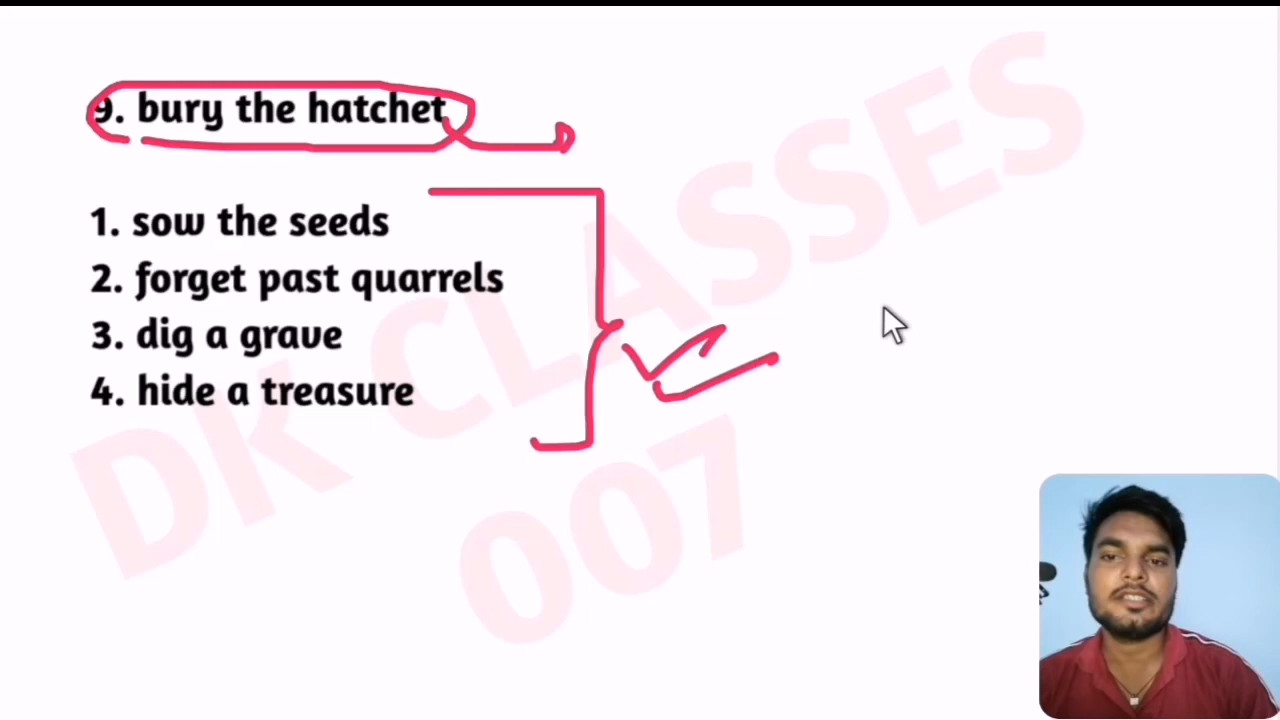 9. bury the hatchet
1. sow the seeds
2. forget past quarrels
3. dig a grave
4. hide a treasure
DK CLASSES
007